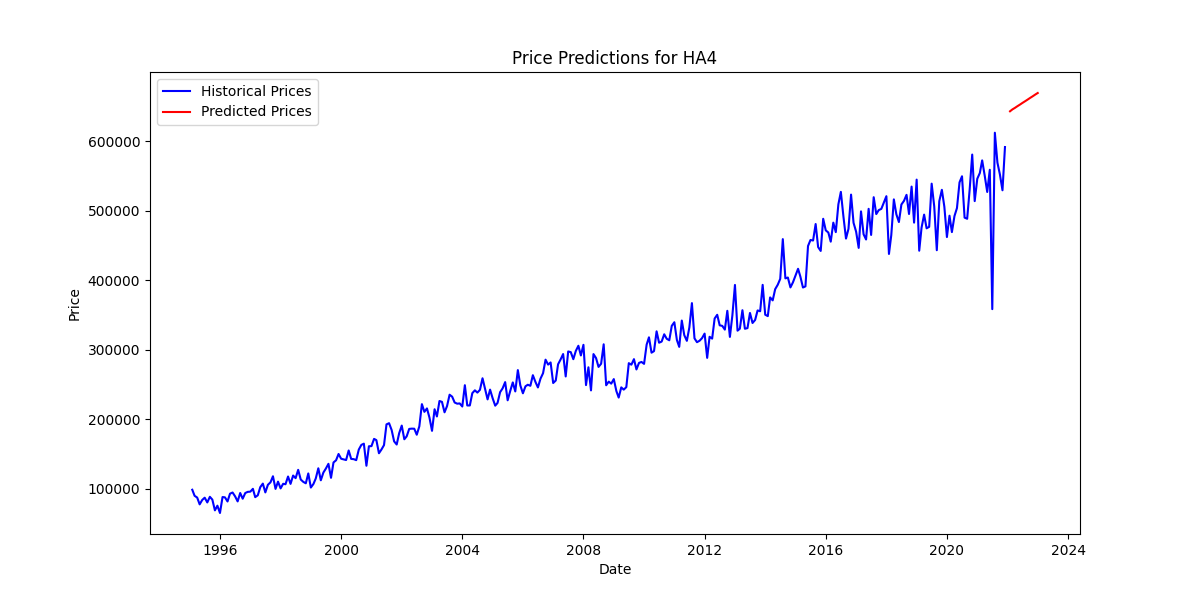 Price Predictions for HA4
Historical Prices
Predicted Prices
600000
500000
400000
300000
200000
100000
Price
1996 2000 2004 2008 2012 2016 2020 2024
Date